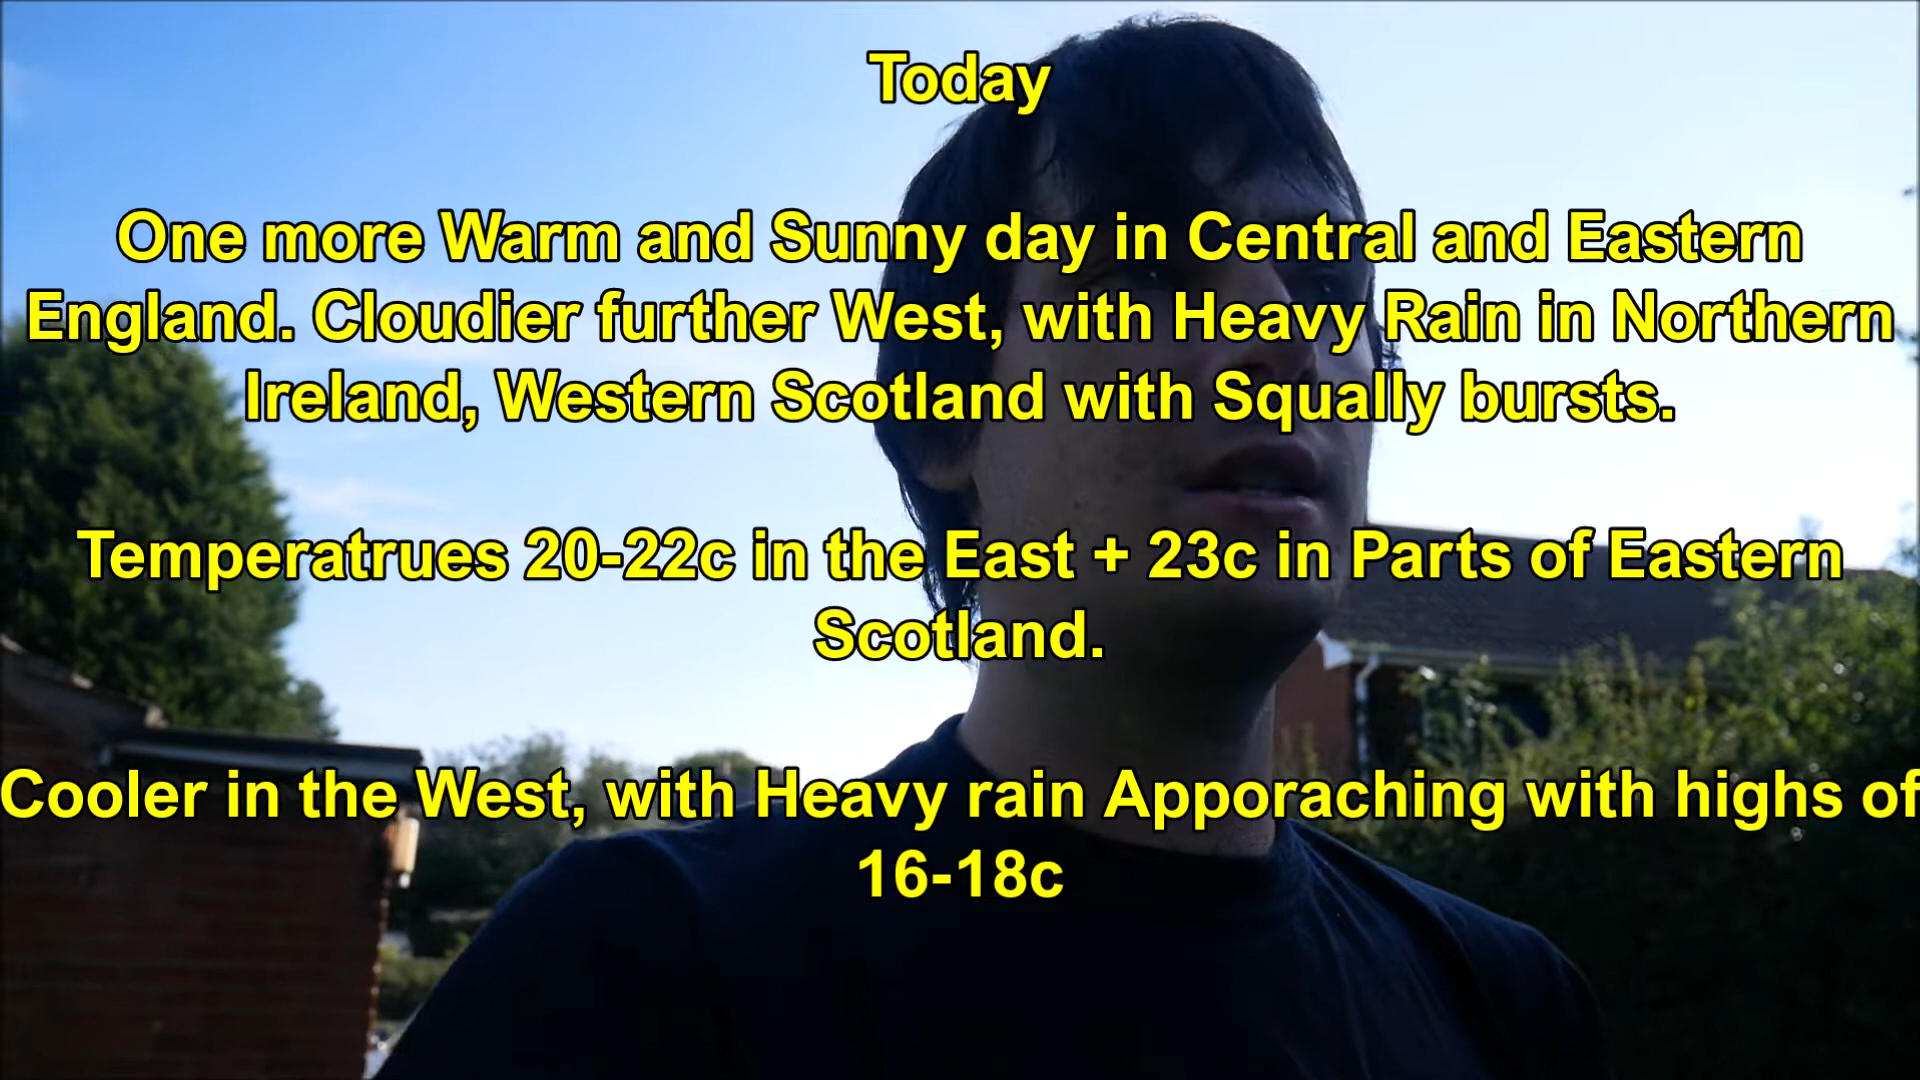 Today
One more Warm and Sunny day in Central and Eastern
England. Cloudier further West, with Heavy Rain in Northern
Ireland, Western Scotland with Squally bursts.
Temperatrues 20-22c in the East + 23c in Parts of Eastern
Scotland.
Cooler in the West, with Heavy rain Apporaching with highs of
16-18c